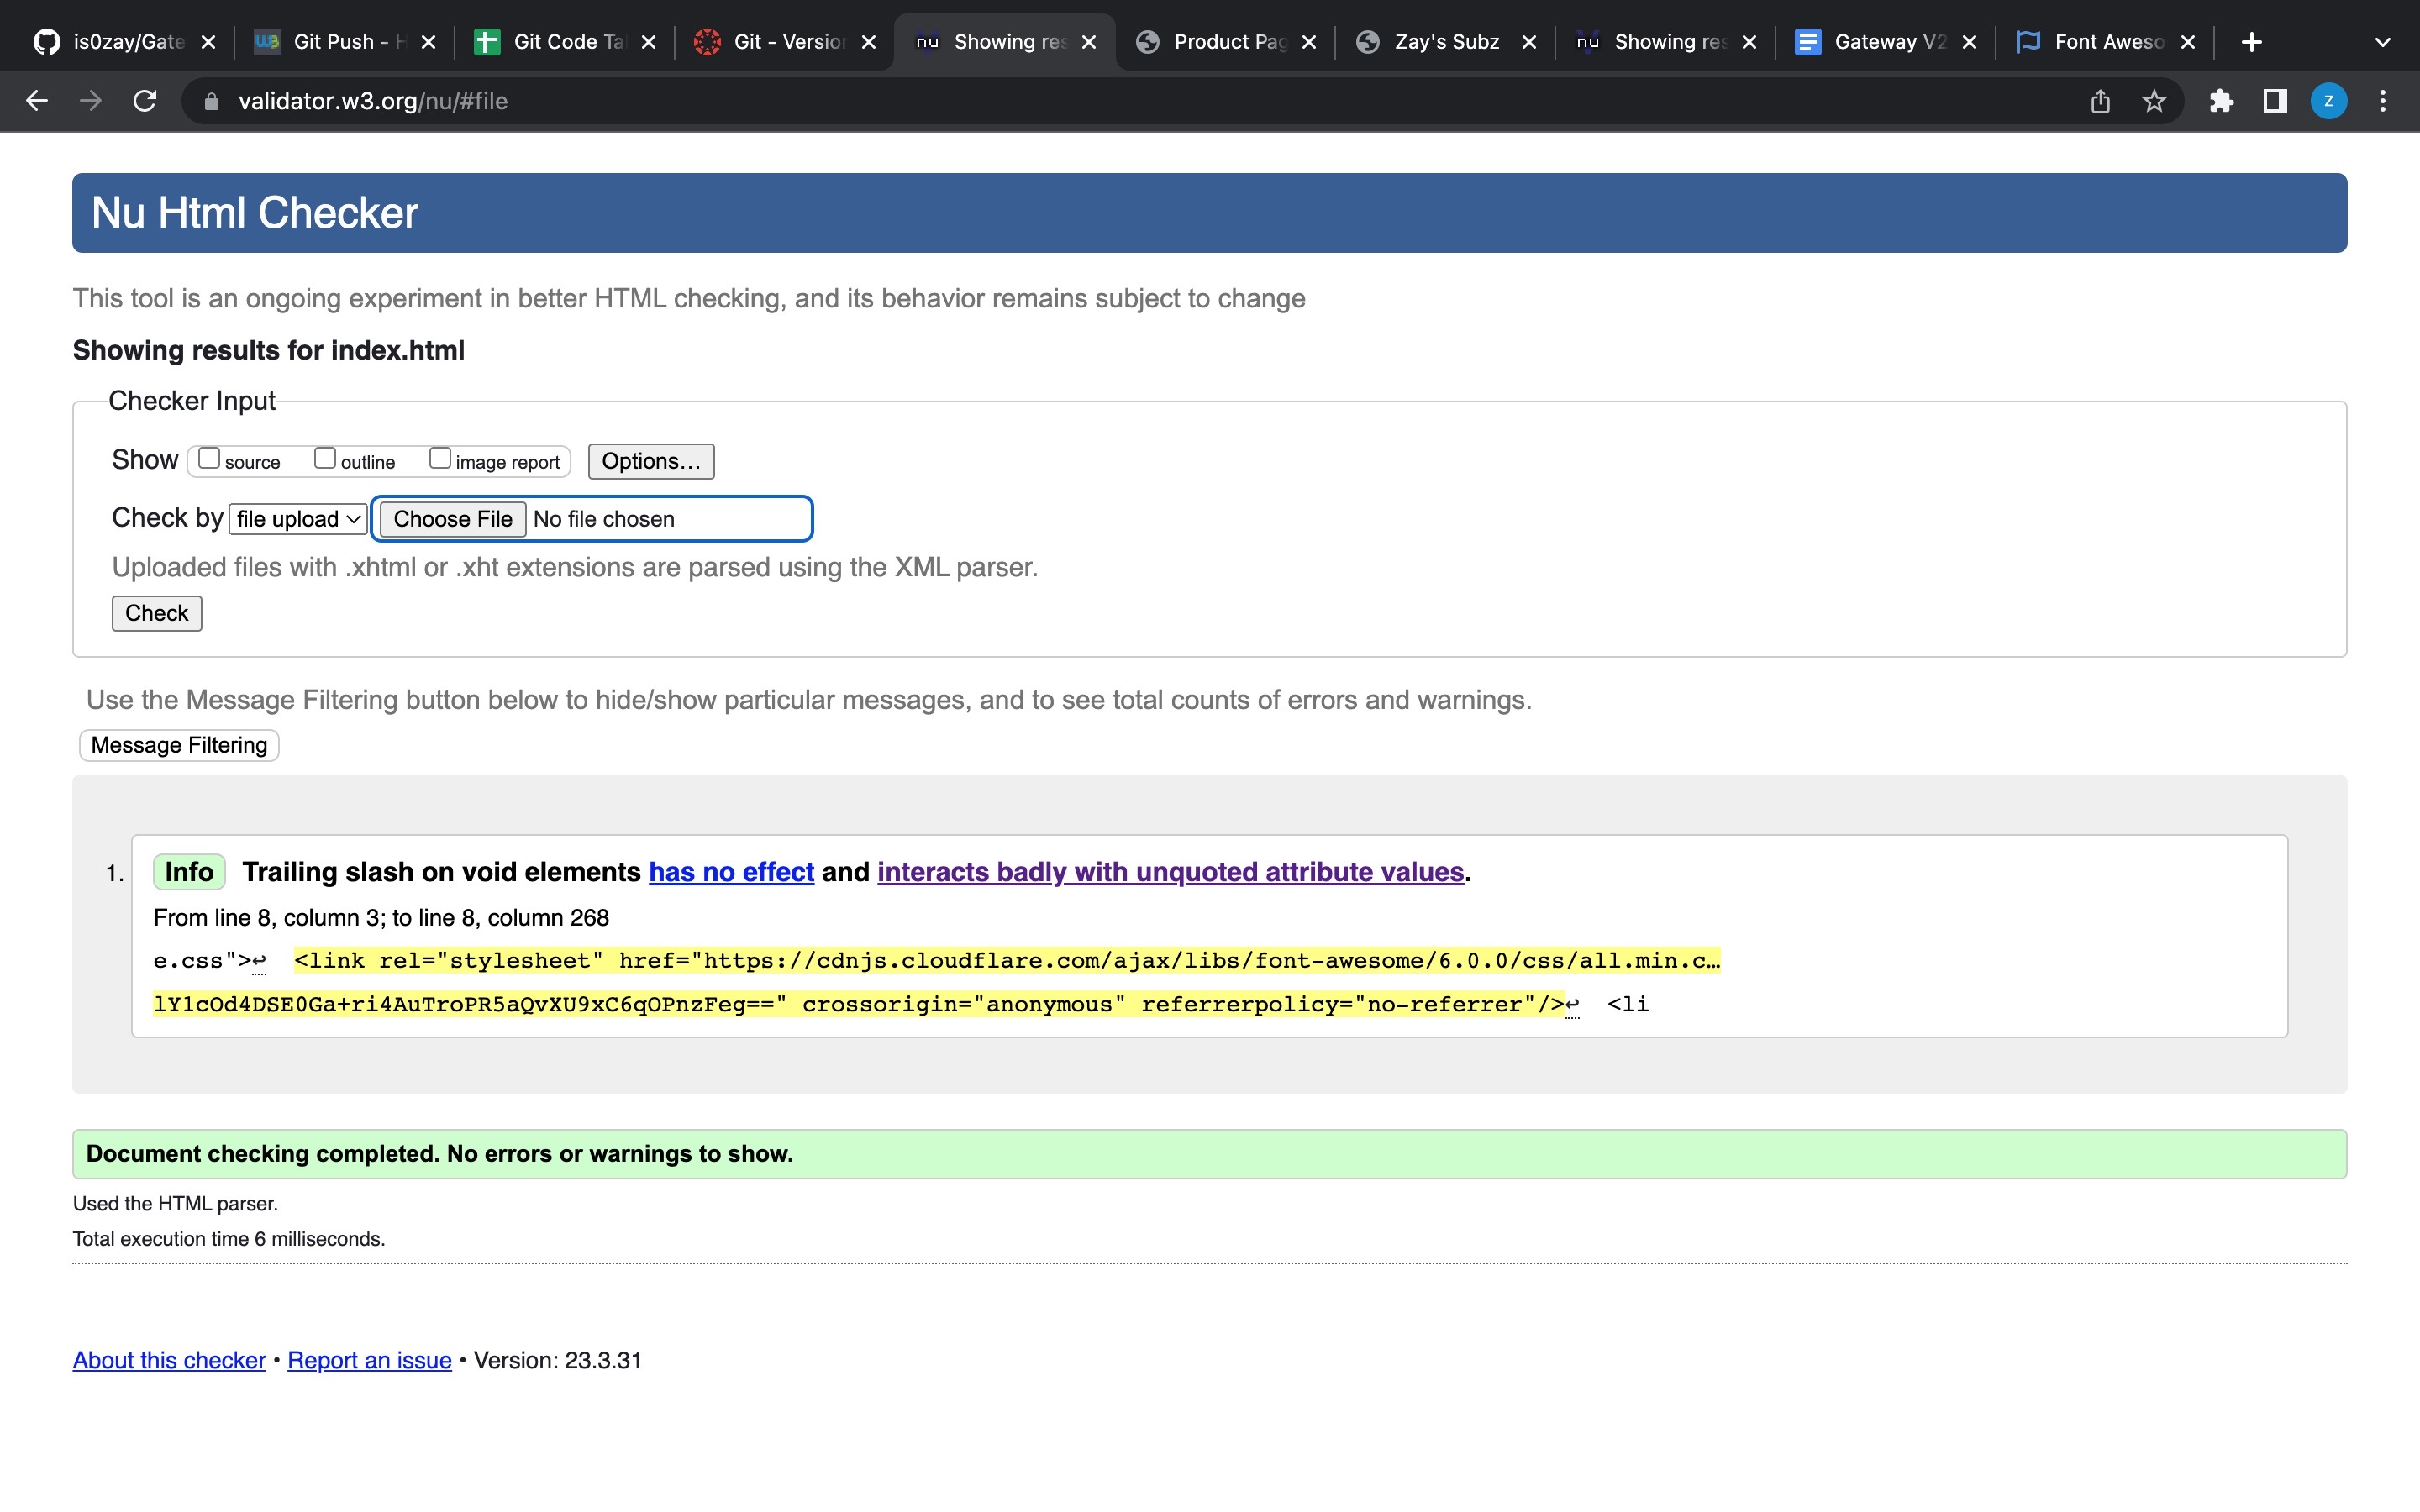 is0zay/Gate
Git Push - H
Git Code Ta
Git - Version
Showing res
Product Pag
Zay's Subz
Showing res
Gateway V2
Font Aweso
validator.w3.org/nu/#file
Z
Nu Html Checker
This tool is an ongoing experiment in better HTML checking, and its behavior remains subject to change
Showing results for index.html
Checker Input
Show source outline image report Options...
Check by file upload Choose File No file chosen
Uploaded files with .xhtml or .xht extensions are parsed using the XML parser.
Check
Use the Message Filtering button below to hide/show particular messages, and to see total counts of errors and warnings.
Message Filtering
1. Info Trailing slash on void elements has no effect and interacts badly with unquoted attribute values.
From line 8, column 3; to line 8, column 268
e.css">↩ <link rel="stylesheet" href="https://cdnjs.cloudflare.com/ajax/libs/font-awesome/6.0.0/css/all.min.c…
lY1cOd4DSE0Ga+ri4AuTroPR5aQvXU9xC6qOPnzFeg==" crossorigin="anonymous" referrerpolicy="no-referrer"/>↩ <li
Document checking completed. No errors or warnings to show.
Used the HTML parser.
Total execution time 6 milliseconds.
About this checker • Report an issue • Version: 23.3.31